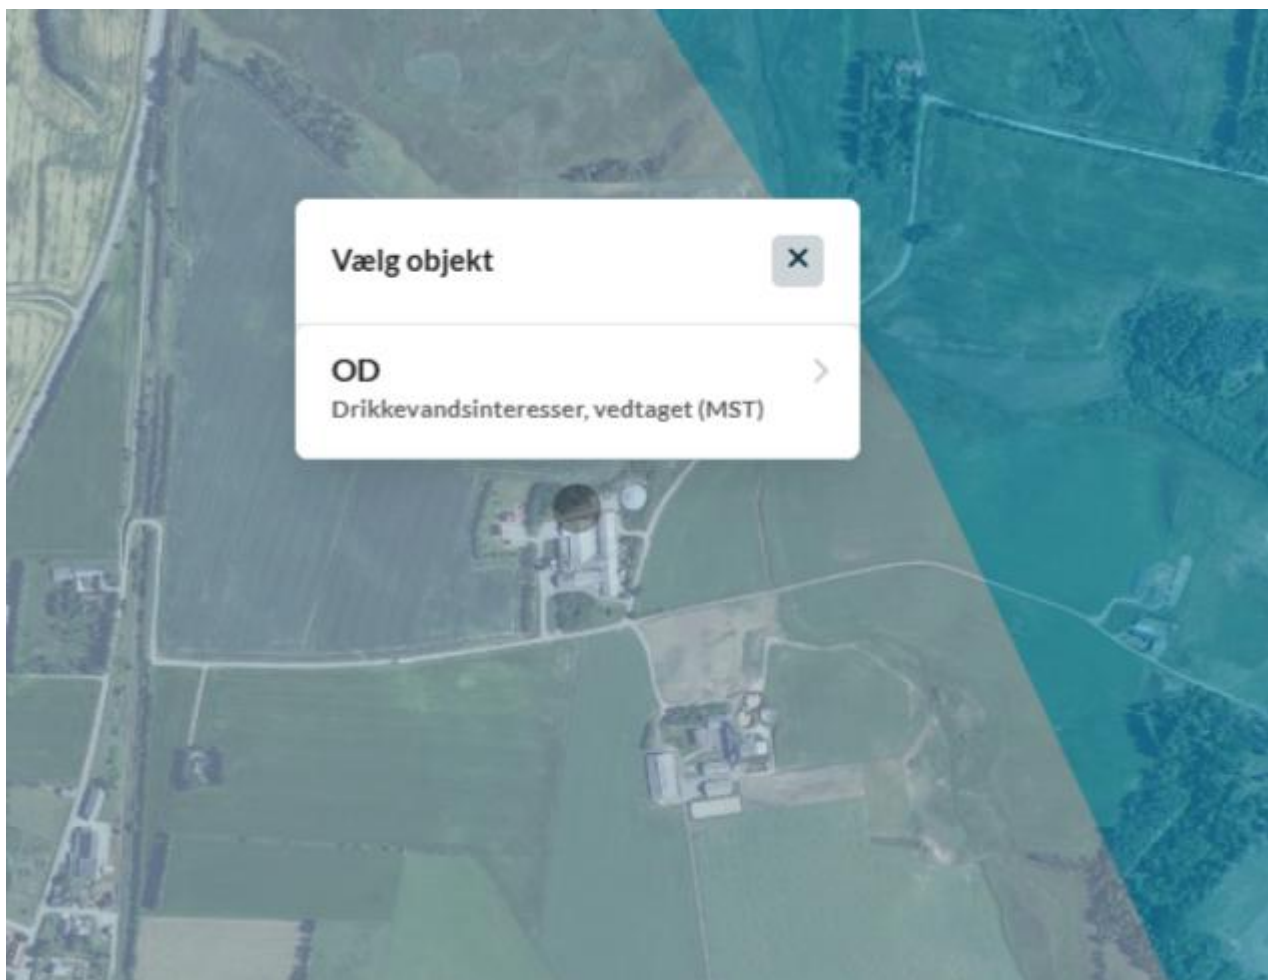 Vælg objekt
OD
Drikkevandsinteresser, vedtaget (MST)